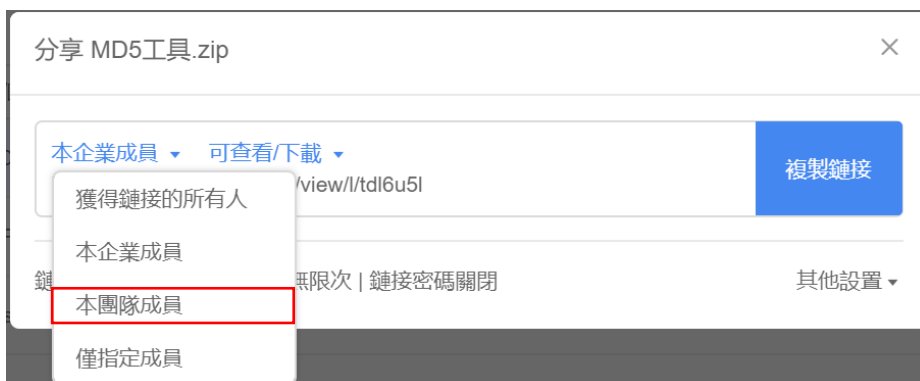 分享 MD5工具.zip
本企業成員 可查看/下載
/view/l/tdl6u5l
複製鏈接
獲得鏈接的所有人
本企業成員
無限次 | 鏈接密碼關閉
其他設置
本團隊成員
僅指定成員